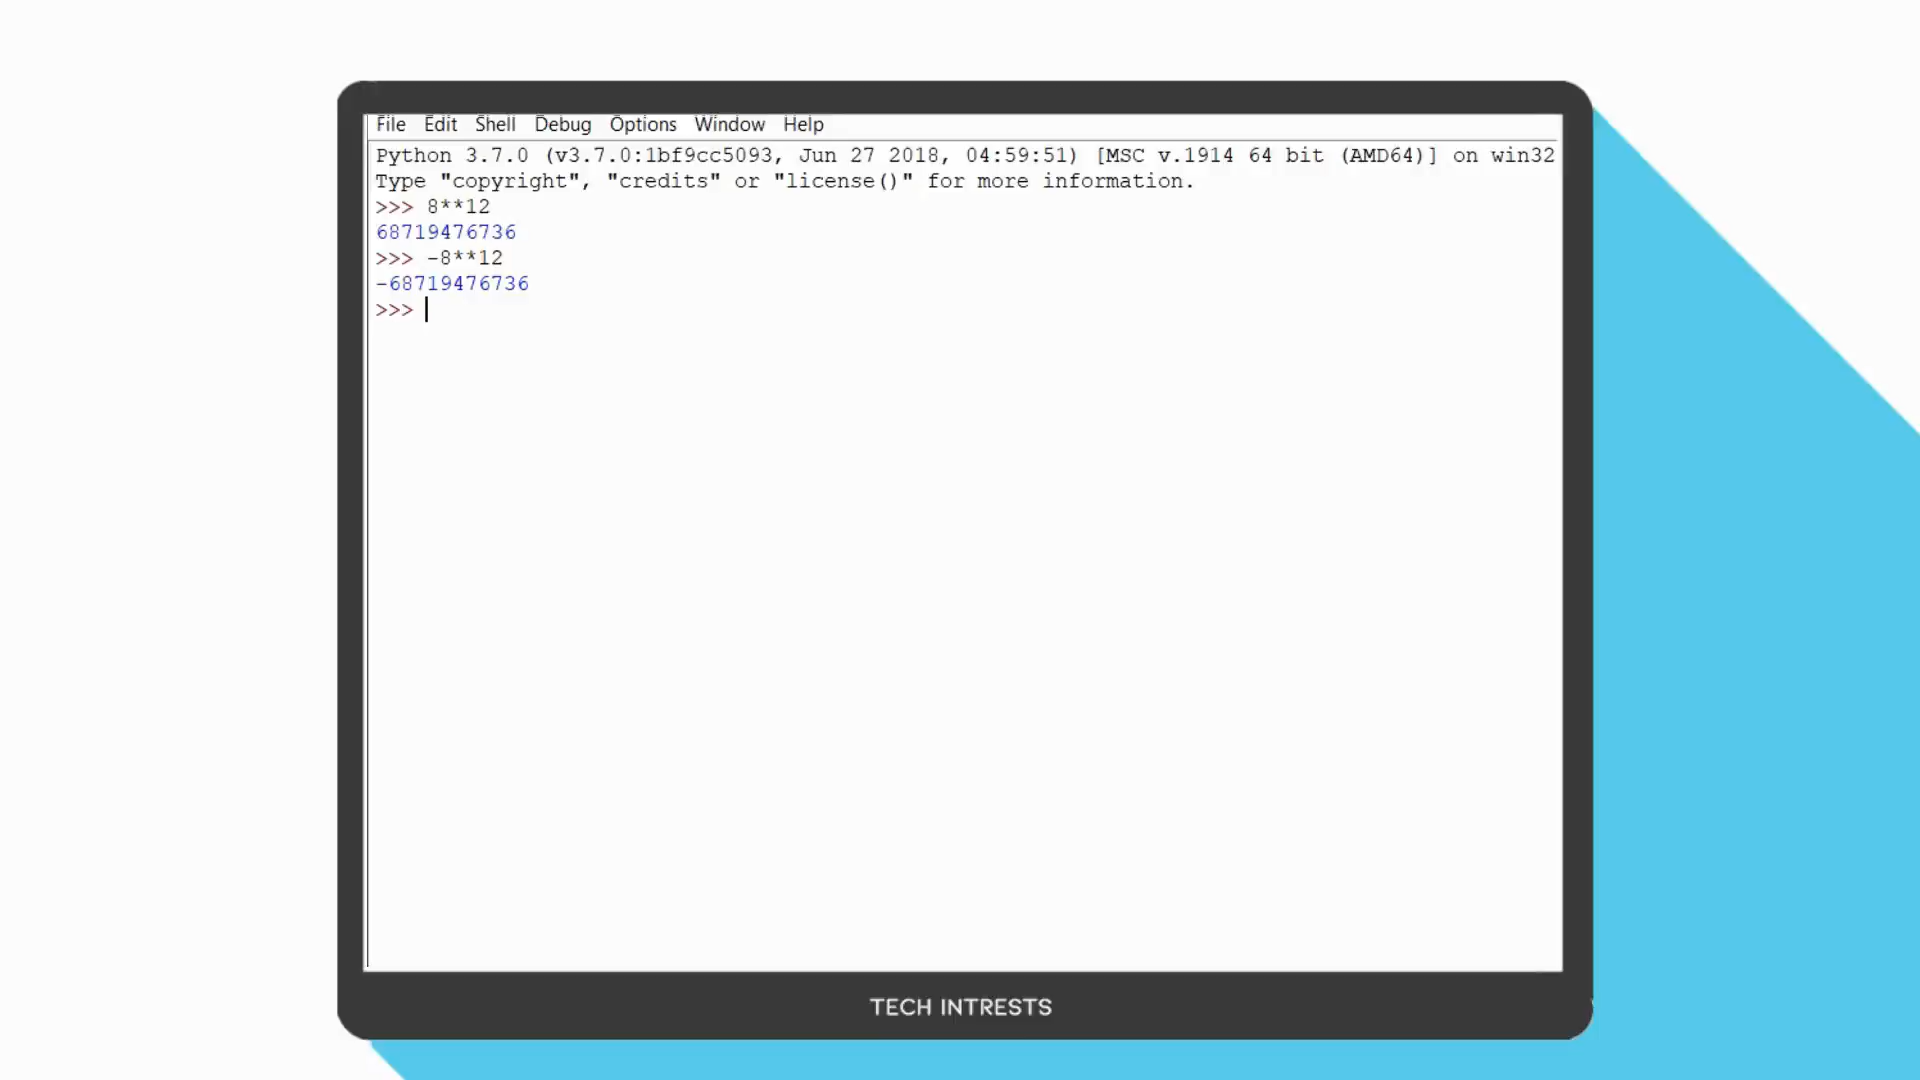 File Edit Shell Debug Options Window Help
Python 3.7.0 (v3.7.0:1bf9cc5093, Jun 27 2018, 04:59:51) [MSC v.1914 64 bit (AMD64)] on win32
Type "copyright", "credits" or "license()" for more information.
>>> 8**12
68719476736
>>> -8**12
-68719476736
>>>
TECH INTRESTS